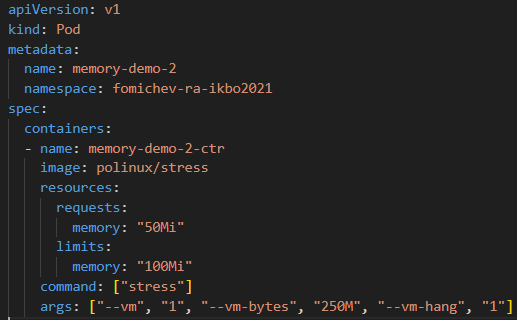 apiVersion: v1
kind: Pod
metadata:
  name: memory-demo-2
  namespace: fomichev-ra-ikbo2021
spec:
  containers:
  - name: memory-demo-2-ctr
    image: polinux/stress
    resources:
      requests:
        memory: "50Mi"
      limits:
        memory: "100Mi"
    command: ["stress"]
    args: ["--vm", "1", "--vm-bytes", "250M", "--vm-hang", "1"]